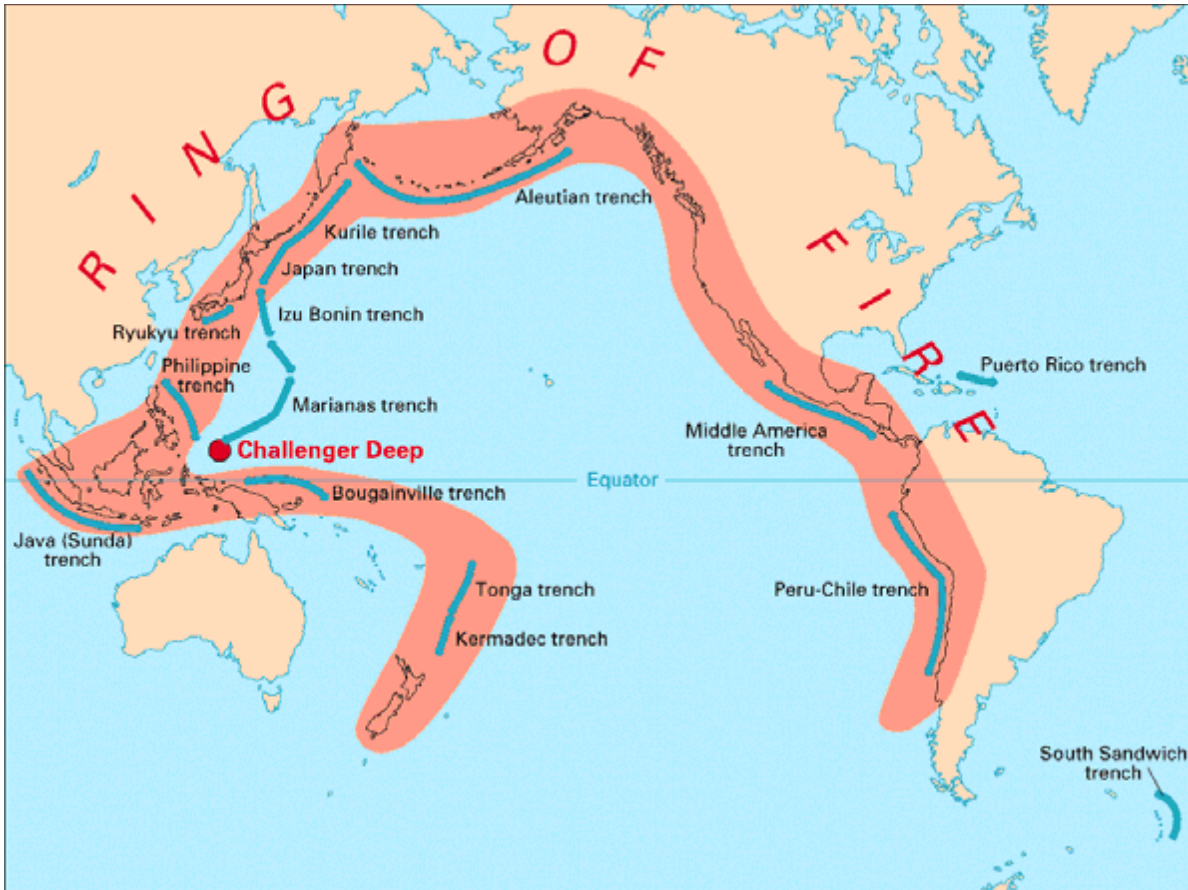 RING OF FIRE
Aleutian trench
Kurile trench
Japan trench
Izu Bonin trench
Ryukyu trench
Philippine
trench
Marianas trench
Challenger Deep
Puerto Rico trench
Middle America
trench
Equator
Bougainville trench
Java (Sunda)
trench
Tonga trench
Kermadec trench
Peru-Chile trench
South Sandwich
trench